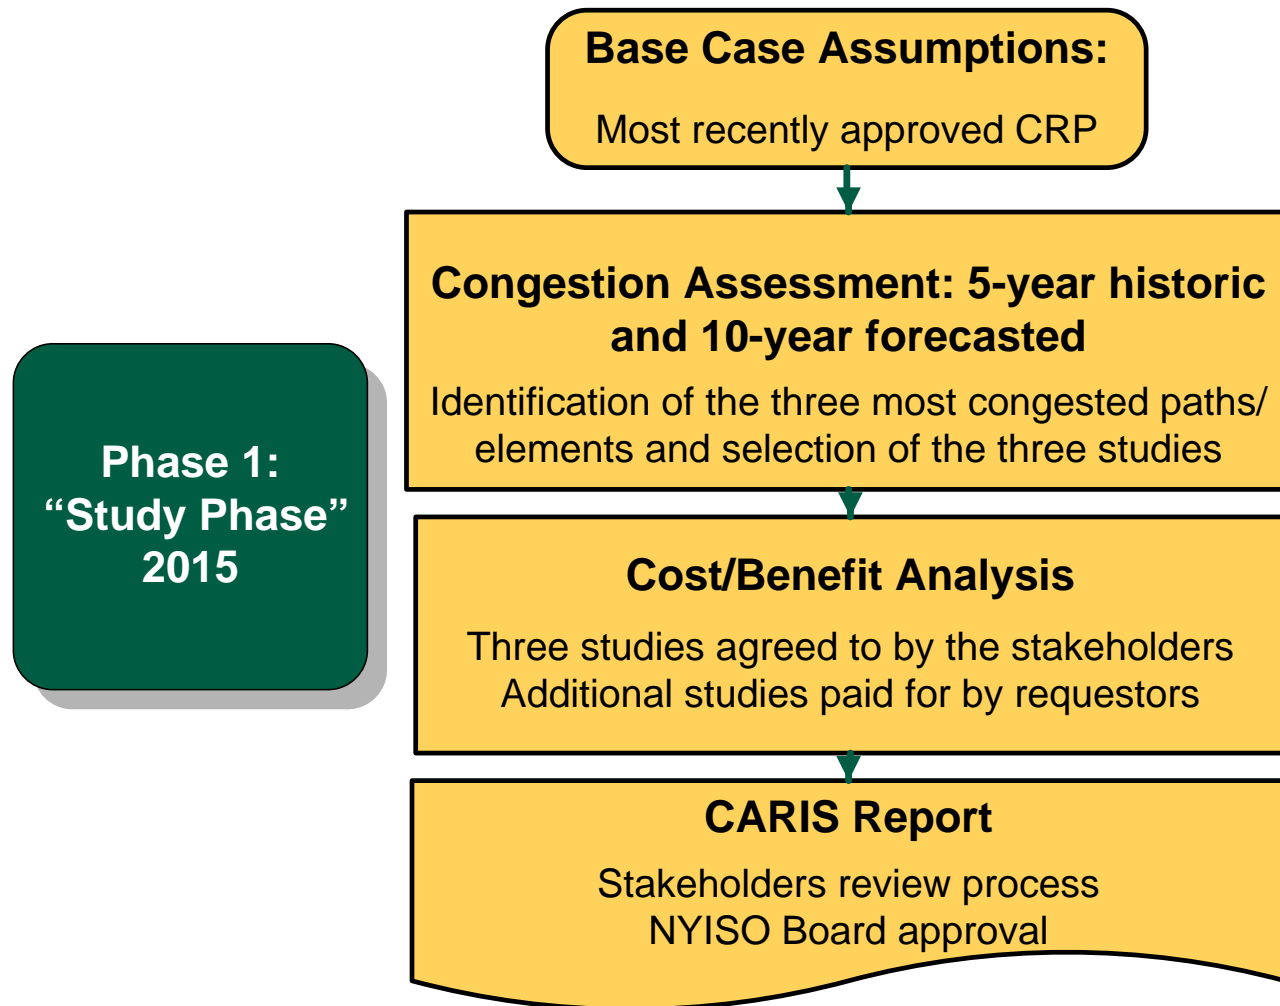 Base Case Assumptions:
Most recently approved CRP
Congestion Assessment: 5-year historic
and 10-year forecasted
Identification of the three most congested paths/
elements and selection of the three studies
Phase 1:
“Study Phase”
2015
Cost/Benefit Analysis
Three studies agreed to by the stakeholders
Additional studies paid for by requestors
CARIS Report
Stakeholders review process
NYISO Board approval